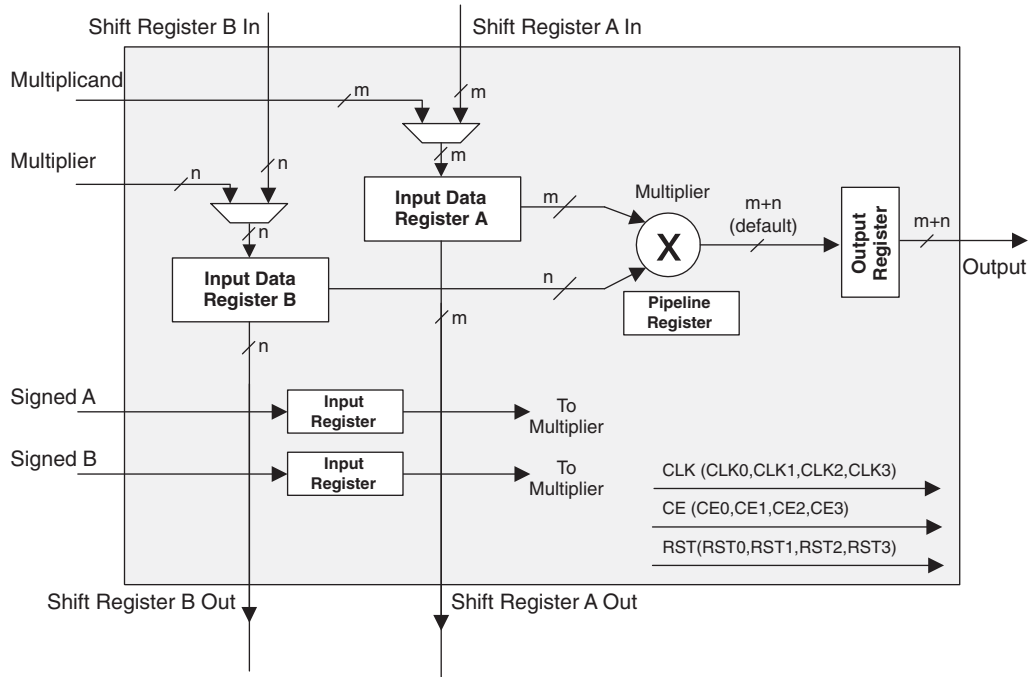 Shift Register B In
Shift Register A In
Multiplicand
m
m
Multiplier
n
n
m
Input Data
Register A
m
Multiplier
m+n
(default)
Output
Register
m+n
Output
X
n
Input Data
Register B
n
Pipeline
Register
m
n
Signed A
Input
Register
To
Multiplier
Signed B
Input
Register
To
Multiplier
CLK (CLK0,CLK1,CLK2,CLK3)
CE (CE0,CE1,CE2,CE3)
RST(RST0,RST1,RST2,RST3)
Shift Register B Out
Shift Register A Out